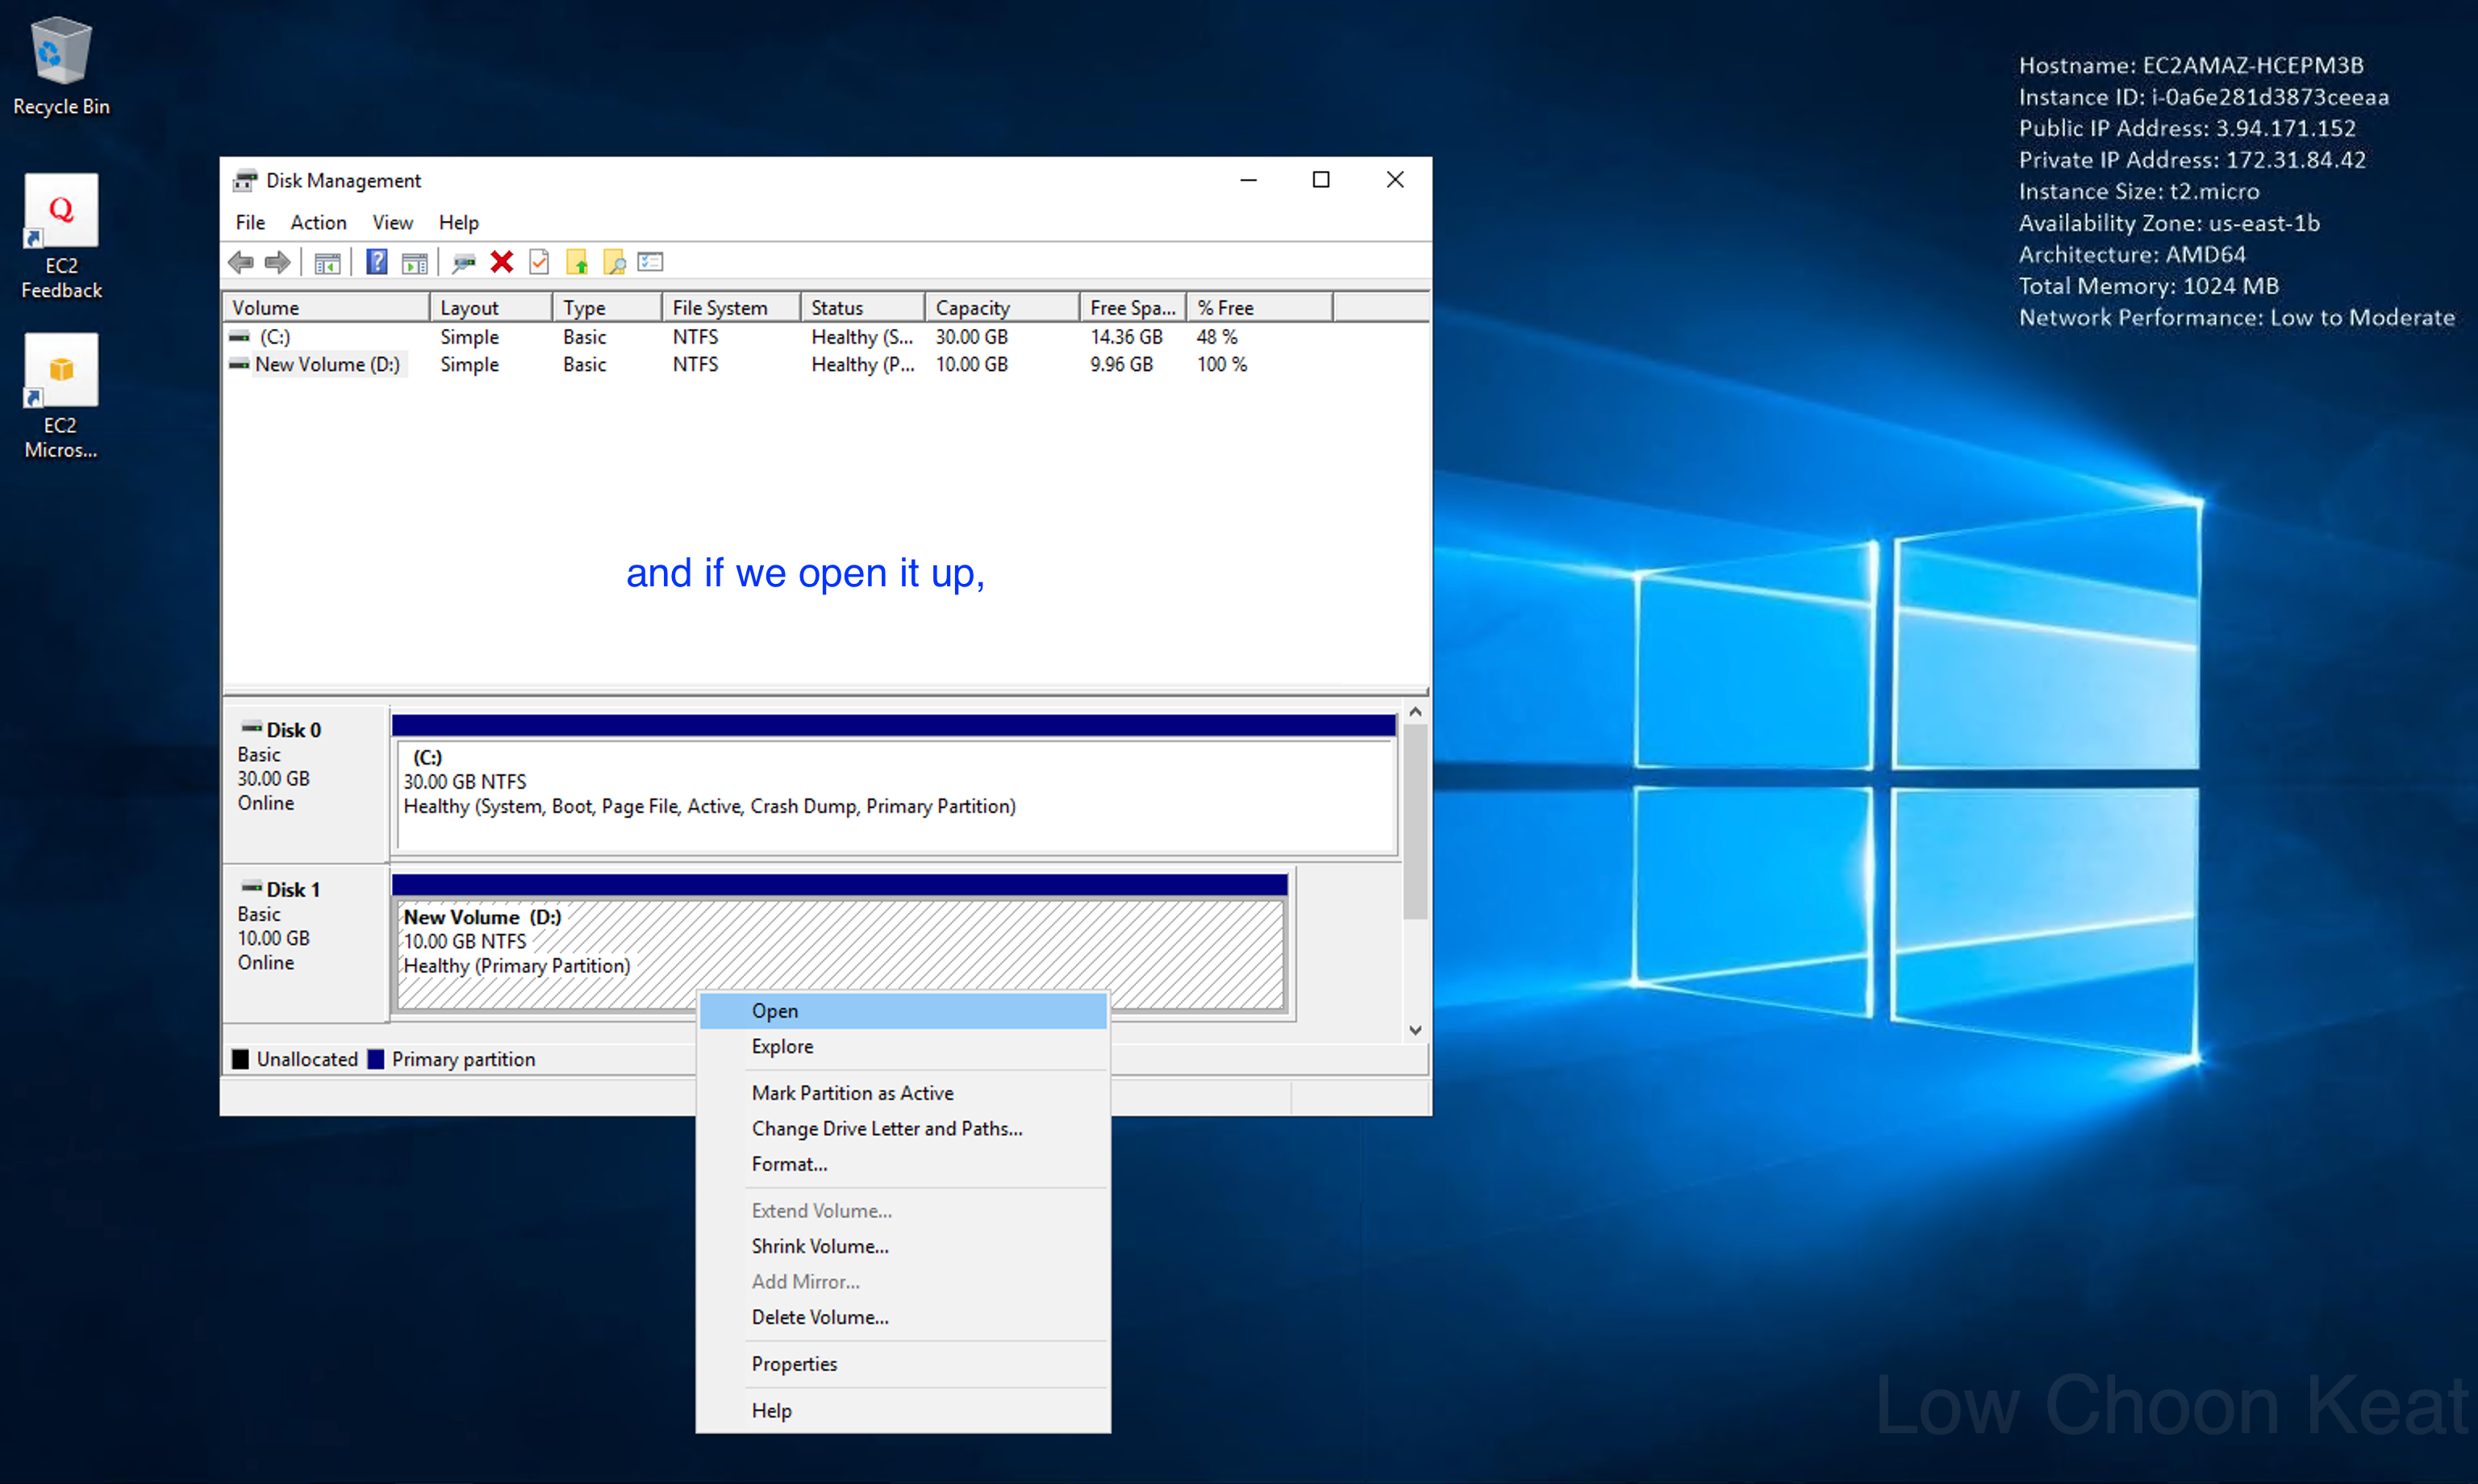 Recycle Bin
EC2
Feedback
EC2
Micros...
Hostname: EC2AMAZ-HCEPM3B
Instance ID: i-0a6e281d3873ceeaa
Public IP Address: 3.94.171.152
Private IP Address: 172.31.84.42
Instance Size: t2.micro
Availability Zone: us-east-1b
Architecture: AMD64
Total Memory: 1024 MB
Network Performance: Low to Moderate
Disk Management
File Action View Help
Volume Layout Type File System Status Capacity Free Spa... % Free
(C:) Simple Basic NTFS Healthy (S... 30.00 GB 14.36 GB 48 %
New Volume (D:) Simple Basic NTFS Healthy (P... 10.00 GB 9.96 GB 100 %
and if we open it up,
Disk 0
Basic
30.00 GB
Online
(C:)
30.00 GB NTFS
Healthy (System, Boot, Page File, Active, Crash Dump, Primary Partition)
Disk 1
Basic
10.00 GB
Online
New Volume (D:)
10.00 GB NTFS
Healthy (Primary Partition)
Unallocated Primary partition
Open
Explore
Mark Partition as Active
Change Drive Letter and Paths...
Format...
Extend Volume...
Shrink Volume...
Add Mirror...
Delete Volume...
Properties
Help
Low Choon Keat